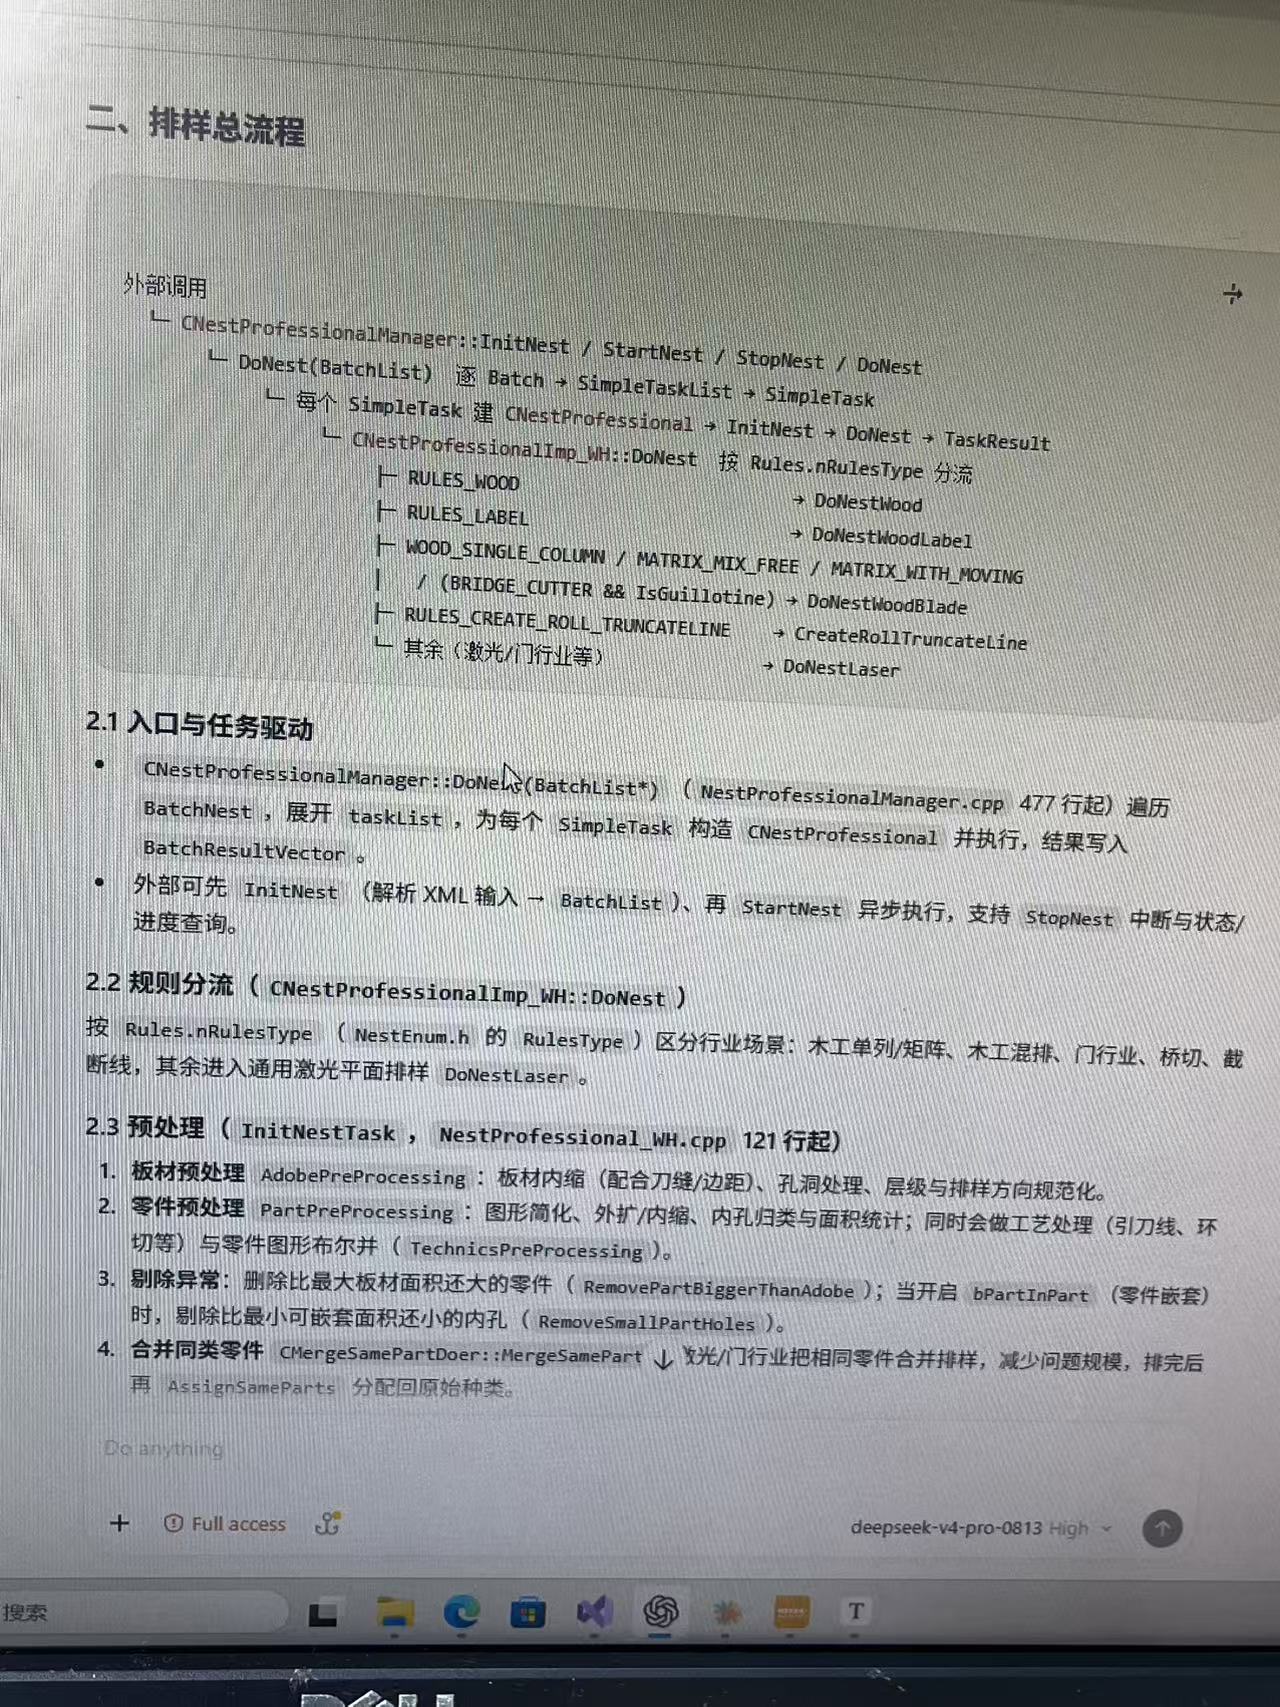 二、排样总流程
外部调用
└─ CNestProfessionalManager::InitNest / StartNest / StopNest / DoNest
└─ DoNest(BatchList) 逐 Batch → SimpleTaskList → SimpleTask
└─ 每个 SimpleTask 建 CNestProfessional → InitNest → DoNest → TaskResult
└─ CNestProfessionalImp_WH::DoNest 按 Rules.nRulesType 分流
├─ RULES_WOOD → DoNestWood
├─ RULES_LABEL → DoNestWoodLabel
├─ WOOD_SINGLE_COLUMN / MATRIX_MIX_FREE / MATRIX_WITH_MOVING
│ / (BRIDGE_CUTTER && IsGuillotine) → DoNestWoodBlade
├─ RULES_CREATE_ROLL_TRUNCATELINE → CreateRollTruncateLine
└─ 其余（激光/门行业等） → DoNestLaser
2.1 入口与任务驱动
• CNestProfessionalManager::DoNest(BatchList*) （ NestProfessionalManager.cpp 477 行起）遍历
BatchNest ，展开 taskList ，为每个 SimpleTask 构造 CNestProfessional 并执行，结果写入
BatchResultVector 。
• 外部可先 InitNest （解析 XML 输入 → BatchList ）、再 StartNest 异步执行，支持 StopNest 中断与状态/
进度查询。
2.2 规则分流（ CNestProfessionalImp_WH::DoNest ）
按 Rules.nRulesType （ NestEnum.h 的 RulesType ）区分行业场景：木工单列/矩阵、木工混排、门行业、桥切、截
断线，其余进入通用激光平面排样 DoNestLaser 。
2.3 预处理（ InitNestTask ， NestProfessional_WH.cpp 121 行起）
1. 板材预处理 AdobePreProcessing ：板材内缩（配合刀缝/边距）、孔洞处理、层级与排样方向规范化。
2. 零件预处理 PartPreProcessing ：图形简化、外扩/内缩、内孔归类与面积统计；同时会做工艺处理（引刀线、环
切等）与零件图形布尔并（ TechnicsPreProcessing ）。
3. 剔除异常：删除比最大板材面积还大的零件（ RemovePartBiggerThanAdobe ）；当开启 bPartInPart （零件嵌套）
时，剔除比最小可嵌套面积还小的内孔（ RemoveSmallPartHoles ）。
4. 合并同类零件 CMergeSamePartDoer::MergeSamePart 光/门行业把相同零件合并排样，减少问题规模，排完后
再 AssignSameParts 分配回原始种类。
Do anything
Full access
deepseek-v4-pro-0813 High
搜索
T
DELL